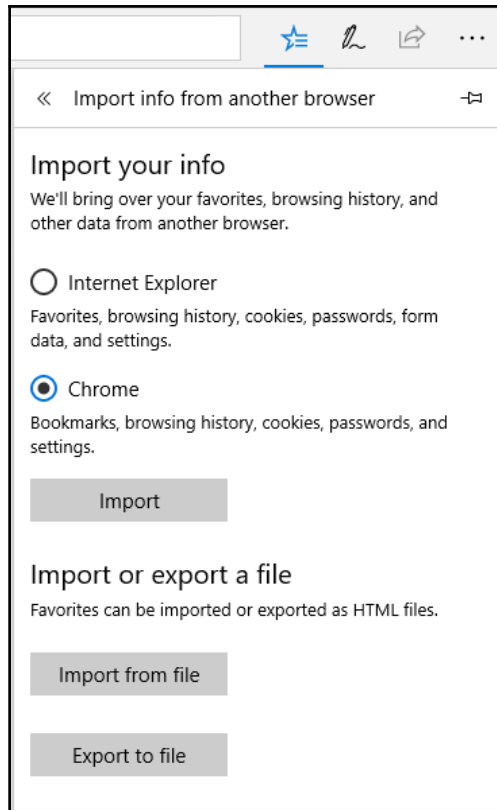 Import info from another browser
Import your info
We'll bring over your favorites, browsing history, and
other data from another browser.
Internet Explorer
Favorites, browsing history, cookies, passwords, form
data, and settings.
Chrome
Bookmarks, browsing history, cookies, passwords, and
settings.
Import
Import or export a file
Favorites can be imported or exported as HTML files.
Import from file
Export to file